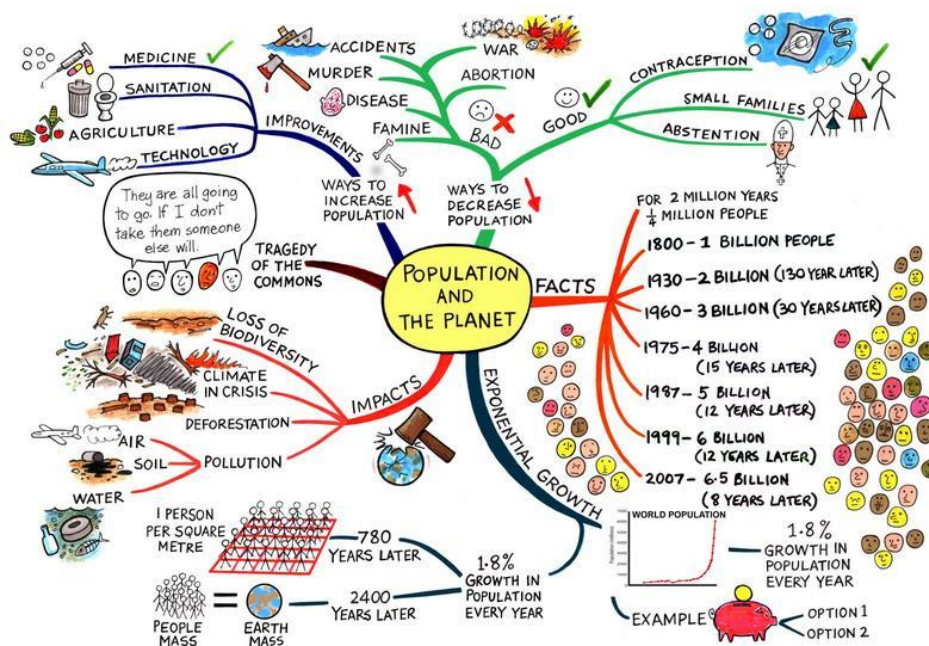 POPULATION
AND
THE PLANET
WAYS TO
INCREASE
POPULATION
IMPROVEMENTS
MEDICINE
SANITATION
AGRICULTURE
TECHNOLOGY
WAYS TO
DECREASE
POPULATION
BAD
ACCIDENTS
MURDER
DISEASE
FAMINE
WAR
ABORTION
GOOD
CONTRACEPTION
SMALL FAMILIES
ABSTENTION
FACTS
FOR 2 MILLION YEARS
1/4 MILLION PEOPLE
1800 - 1 BILLION PEOPLE
1930 - 2 BILLION (130 YEAR LATER)
1960 - 3 BILLION (30 YEARS LATER)
1975 - 4 BILLION
(15 YEARS LATER)
1987 - 5 BILLION
(12 YEARS LATER)
1999 - 6 BILLION
(12 YEARS LATER)
2007 - 6.5 BILLION
(8 YEARS LATER)
EXPONENTIAL GROWTH
WORLD POPULATION
1.8%
GROWTH IN
POPULATION
EVERY YEAR
EXAMPLE
OPTION 1
OPTION 2
1.8%
GROWTH IN
POPULATION
EVERY YEAR
780
YEARS LATER
1 PERSON
PER SQUARE
METRE
2400
YEARS LATER
PEOPLE
MASS
=
EARTH
MASS
IMPACTS
LOSS OF
BIODIVERSITY
CLIMATE
IN CRISIS
DEFORESTATION
POLLUTION
AIR
SOIL
WATER
TRAGEDY
OF THE
COMMONS
They are all going
to go. If I don't
take them someone
else will.